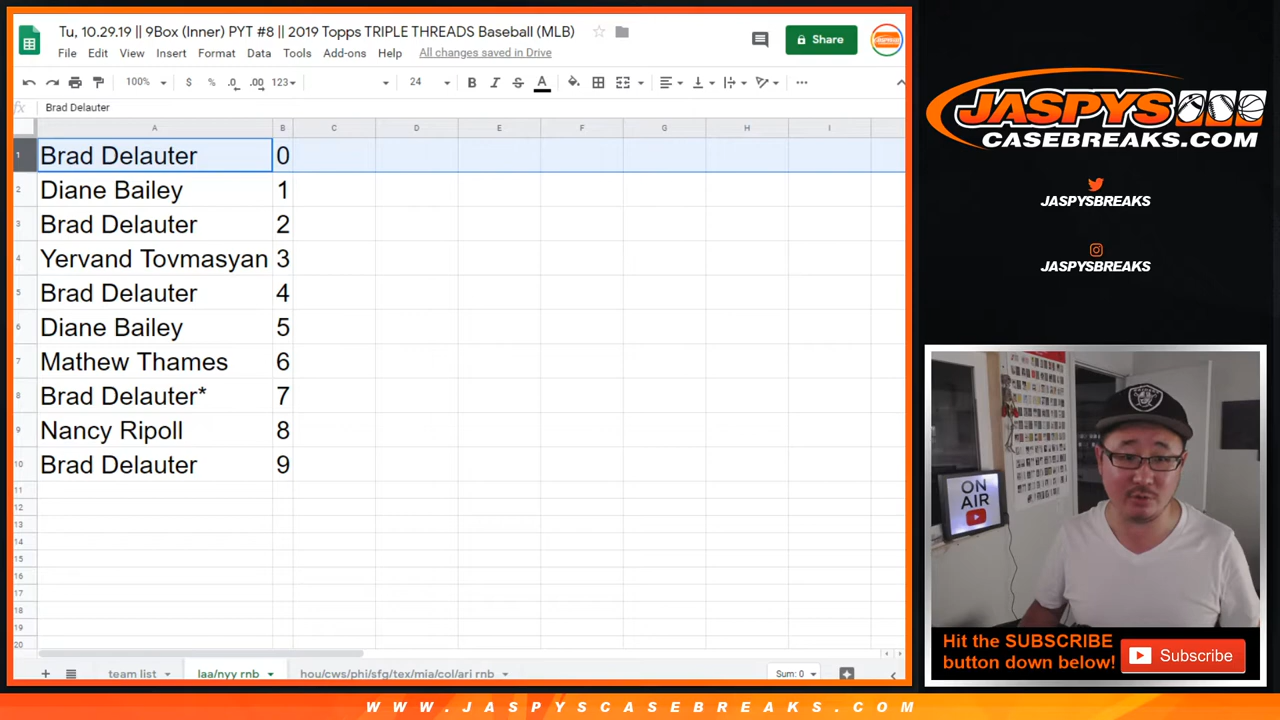 Tu, 10.29.19 || 9Box (Inner) PYT #8 || 2019 Topps TRIPLE THREADS Baseball (MLB)
File Edit View Insert Format Data Tools Add-ons Help All changes saved in Drive
Share
100% $ % .0 .00 123 24 B I S A
fx Brad Delauter
A B C D E F G H I
1 Brad Delauter 0
2 Diane Bailey 1
3 Brad Delauter 2
4 Yervand Tovmasyan 3
5 Brad Delauter 4
6 Diane Bailey 5
7 Mathew Thames 6
8 Brad Delauter* 7
9 Nancy Ripoll 8
10 Brad Delauter 9
11
12
13
14
15
16
17
18
19
20
team list laa/nyy rnb hou/cws/phi/sfg/tex/mia/col/ari rnb Sum: 0
JASPYS
CASEBREAKS.COM
JASPYSBREAKS
JASPYSBREAKS
ON
AIR
Hit the SUBSCRIBE
button down below!
Subscribe
WWW.JASPYSCASEBREAKS.COM